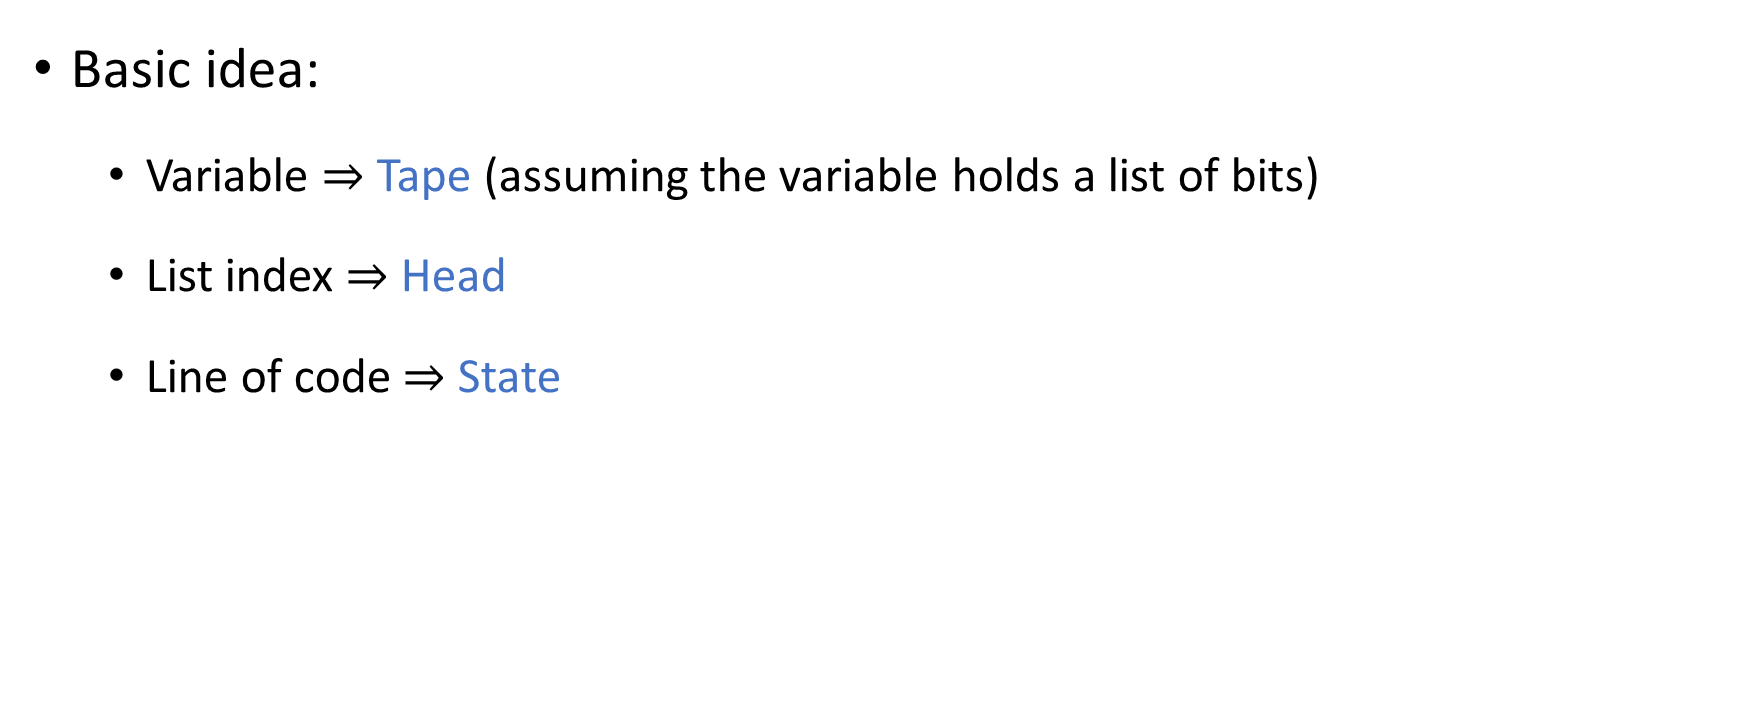 • Basic idea:
• Variable ⇒ Tape (assuming the variable holds a list of bits)
• List index ⇒ Head
• Line of code ⇒ State